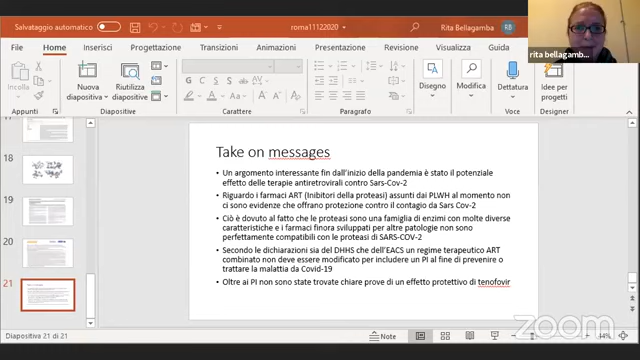 Salvataggio automatico
roma11122020
Rita Bellagamba
RB
File
Home
Inserisci
Progettazione
Transizioni
Animazioni
Presentazione
Revisione
Visualizza
Guida
Incolla
Nuova diapositiva
Riutilizza diapositive
Disegno
Modifica
Dettatura
Idee per progetti
rita bellagamb...
Appunti
Diapositive
Carattere
Paragrafo
18
19
20
21
Take on messages
• Un argomento interessante fin dall'inizio della pandemia è stato il potenziale
effetto delle terapie antiretrovirali contro Sars-Cov-2
• Riguardo i farmaci ART (Inibitori della proteasi) assunti dai PLWH al momento non
ci sono evidenze che offrano protezione contro il contagio da Sars Cov-2
• Ciò è dovuto al fatto che le proteasi sono una famiglia di enzimi con molte diverse
caratteristiche e i farmaci finora sviluppati per altre patologie non sono
perfettamente compatibili con le proteasi di SARS-COV-2
• Secondo le dichiarazioni sia del DHHS che dell'EACS un regime terapeutico ART
combinato non deve essere modificato per includere un PI al fine di prevenire o
trattare la malattia da Covid-19
• Oltre ai PI non sono state trovate chiare prove di un effetto protettivo di tenofovir
Diapositiva 21 di 21
Note
44%
zoom